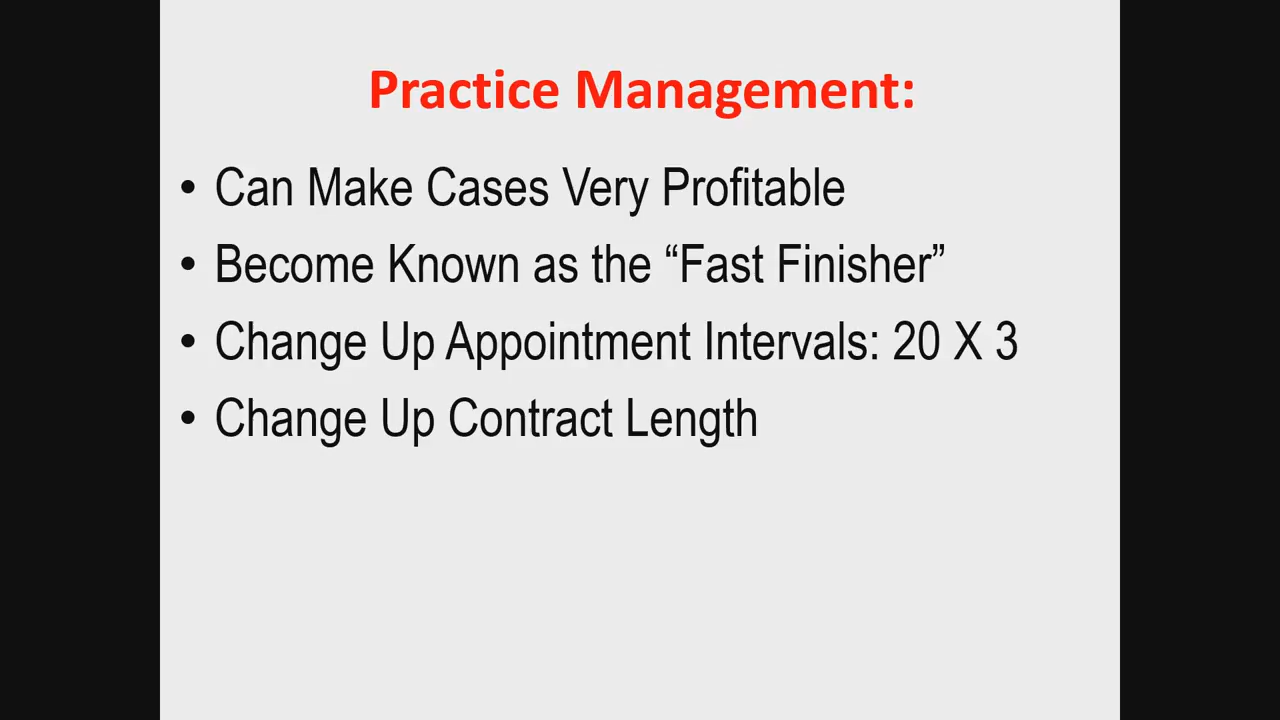 Practice Management:
• Can Make Cases Very Profitable
• Become Known as the “Fast Finisher”
• Change Up Appointment Intervals: 20 X 3
• Change Up Contract Length